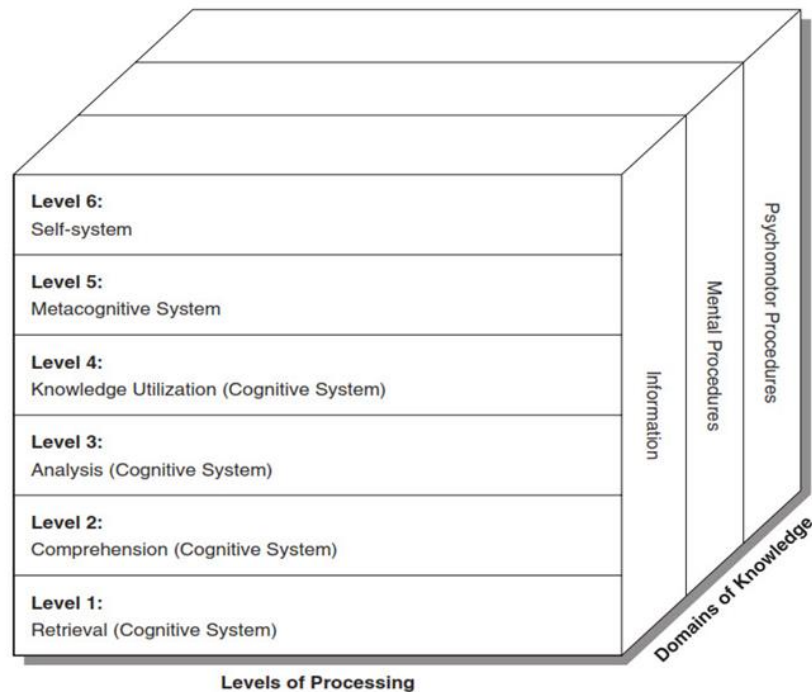 Level 6:
Self-system
Level 5:
Metacognitive System
Level 4:
Knowledge Utilization (Cognitive System)
Level 3:
Analysis (Cognitive System)
Level 2:
Comprehension (Cognitive System)
Level 1:
Retrieval (Cognitive System)
Information
Mental Procedures
Psychomotor Procedures
Levels of Processing
Domains of Knowledge